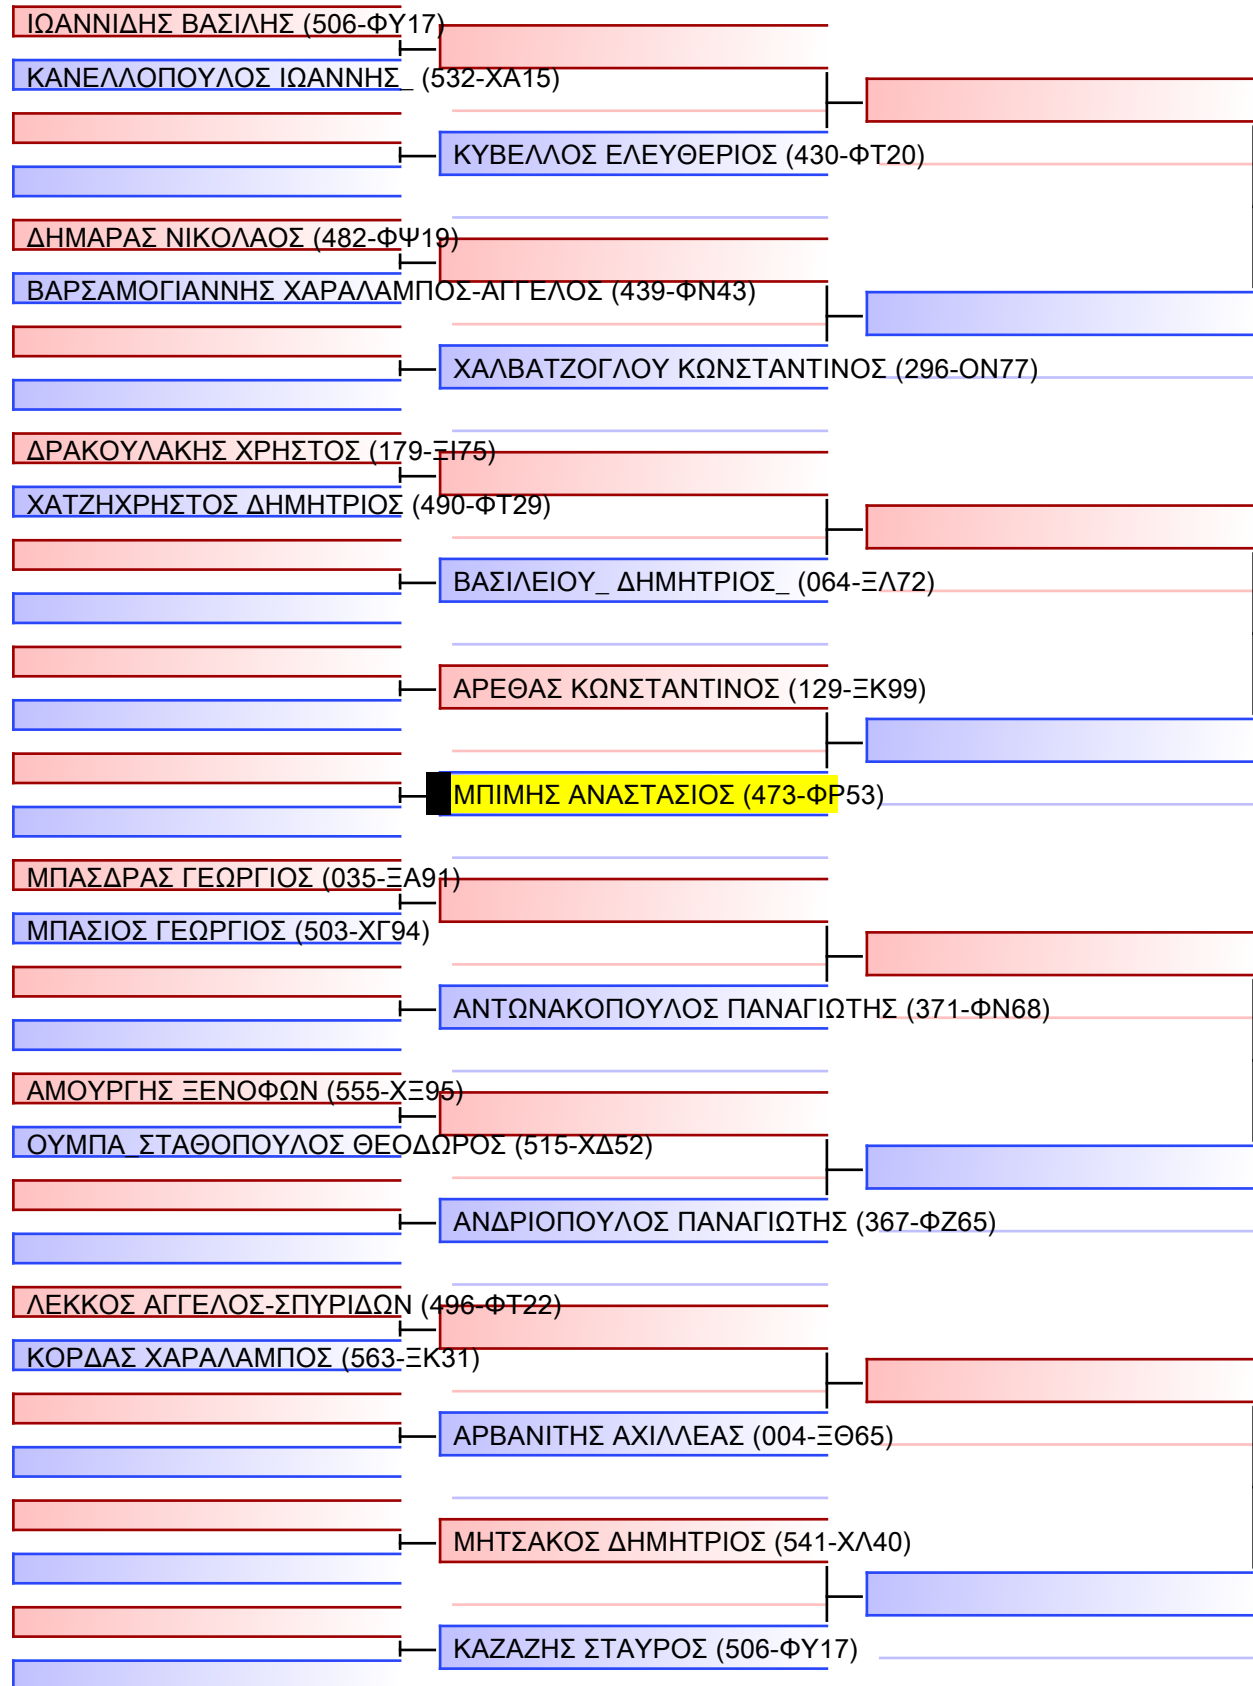 ΙΩΑΝΝΙΔΗΣ ΒΑΣΙΛΗΣ (506-ΦΥ17)
ΚΑΝΕΛΛΟΠΟΥΛΟΣ ΙΩΑΝΝΗΣ_ (532-ΧΑ15)
ΚΥΒΕΛΛΟΣ ΕΛΕΥΘΕΡΙΟΣ (430-ΦΤ20)
ΔΗΜΑΡΑΣ ΝΙΚΟΛΑΟΣ (482-ΦΨ19)
ΒΑΡΣΑΜΟΓΙΑΝΝΗΣ ΧΑΡΑΛΑΜΠΟΣ-ΑΓΓΕΛΟΣ (439-ΦΝ43)
ΧΑΛΒΑΤΖΟΓΛΟΥ ΚΩΝΣΤΑΝΤΙΝΟΣ (296-ΟΝ77)
ΔΡΑΚΟΥΛΑΚΗΣ ΧΡΗΣΤΟΣ (179-ΞΙ75)
ΧΑΤΖΗΧΡΗΣΤΟΣ ΔΗΜΗΤΡΙΟΣ (490-ΦΤ29)
ΒΑΣΙΛΕΙΟΥ_ ΔΗΜΗΤΡΙΟΣ_ (064-ΞΛ72)
ΑΡΕΘΑΣ ΚΩΝΣΤΑΝΤΙΝΟΣ (129-ΞΚ99)
ΜΠΙΜΗΣ ΑΝΑΣΤΑΣΙΟΣ (473-ΦΡ53)
ΜΠΑΣΔΡΑΣ ΓΕΩΡΓΙΟΣ (035-ΞΑ91)
ΜΠΑΣΙΟΣ ΓΕΩΡΓΙΟΣ (503-ΧΓ94)
ΑΝΤΩΝΑΚΟΠΟΥΛΟΣ ΠΑΝΑΓΙΩΤΗΣ (371-ΦΝ68)
ΑΜΟΥΡΓΗΣ ΞΕΝΟΦΩΝ (555-ΧΞ95)
ΟΥΜΠΑ_ΣΤΑΘΟΠΟΥΛΟΣ ΘΕΟΔΩΡΟΣ (515-ΧΔ52)
ΑΝΔΡΙΟΠΟΥΛΟΣ ΠΑΝΑΓΙΩΤΗΣ (367-ΦΖ65)
ΛΕΚΚΟΣ ΑΓΓΕΛΟΣ-ΣΠΥΡΙΔΩΝ (496-ΦΤ22)
ΚΟΡΔΑΣ ΧΑΡΑΛΑΜΠΟΣ (563-ΞΚ31)
ΑΡΒΑΝΙΤΗΣ ΑΧΙΛΛΕΑΣ (004-ΞΘ65)
ΜΗΤΣΑΚΟΣ ΔΗΜΗΤΡΙΟΣ (541-ΧΛ40)
ΚΑΖΑΖΗΣ ΣΤΑΥΡΟΣ (506-ΦΥ17)